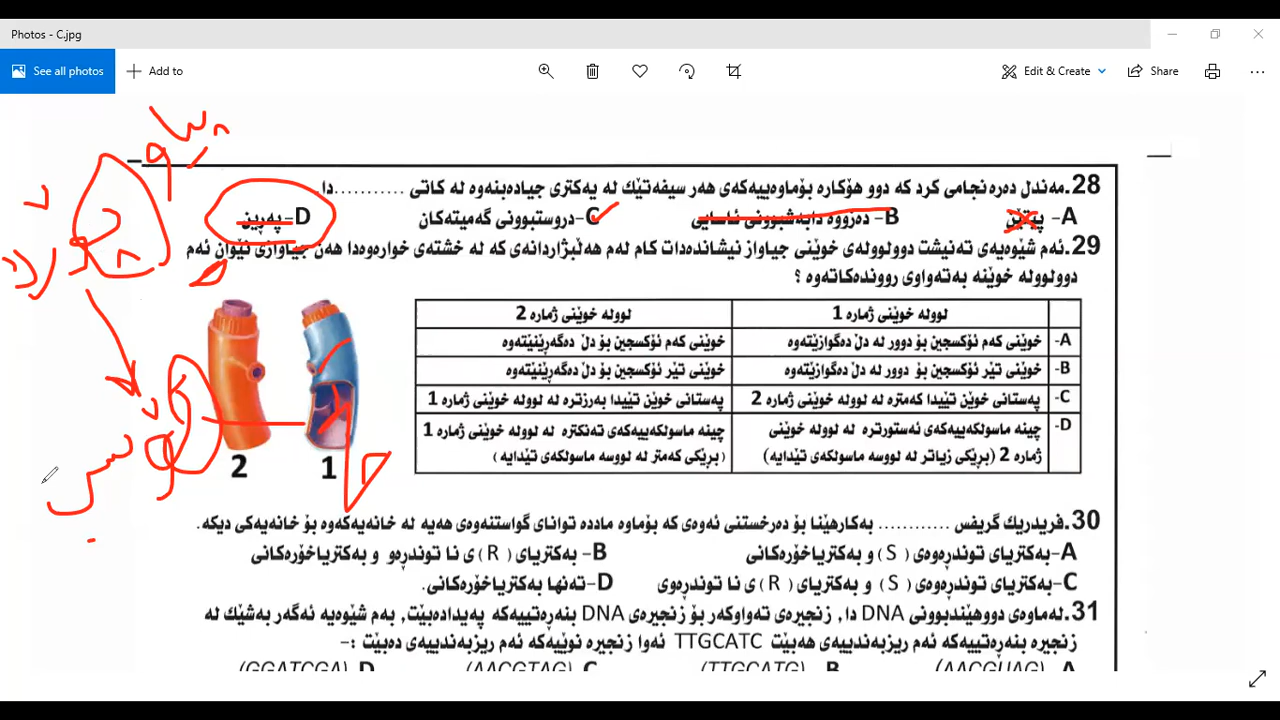 Photos - C.jpg
See all photos
Add to
Edit & Create
Share
28.مەندل دەرەنجامی کرد کە دوو هۆکارە بۆماوەییەکەی هەر سیفەتێك لە یەکتری جیادەبنەوە لە کاتی ............دا.
A- پیتێن B- دەزووە دابەشبوونی ئاسایی C-دروستبوونی گەمیتەکان D-پەڕین
29.ئەم شێوەیەی تەنیشت دوولوولەی خوێنی جیاواز نیشاندەدات کام لەم هەڵبژاردانەی کە لە خشتەی خوارەوەدا هەن جیاوازی نێوان ئەم
دوولوولە خوێنە بەتەواوی رووندەکاتەوە ؟
لوولە خوێنی ژمارە 1 لوولە خوێنی ژمارە 2
A- خوێنی کەم ئۆکسجین بۆ دوور لە دڵ دەگوازێتەوە خوێنی کەم ئۆکسجین بۆ دڵ دەگەڕێنێتەوە
B- خوێنی تێر ئۆکسجین بۆ دوور لە دڵ دەگوازێتەوە خوێنی تێر ئۆکسجین بۆ دڵ دەگەڕێنێتەوە
C- پەستانی خوێن تێیدا کەمترە لە لوولە خوێنی ژمارە 2 پەستانی خوێن تێیدا بەرزترە لە لوولە خوێنی ژمارە 1
D- چینە ماسولکەییەکەی ئەستورترە لە لوولە خوێنی چینە ماسولکەییەکەی تەنکترە لە لوولە خوێنی ژمارە 1
ژمارە 2 (بڕێکی زیاتر لە لووسە ماسولکەی تێدایە) (بڕێکی کەمتر لە لووسە ماسولکەی تێدایە)
2 1
30.فریدریك گریفس ............ بەکارهێنا بۆ دەرخستنی ئەوەی کە بۆماوە ماددە توانای گواستنەوەی هەیە لە خانەیەکەوە بۆ خانەیەکی دیکە.
A-بەکتریای توندڕەوەی ( S) و بەکتریاخۆرەکانی B- بەکتریای ( R)ی نا توندڕەو و بەکتریاخۆرەکانی
C-بەکتریای توندڕەوەی ( S) و بەکتریای ( R)ی نا توندڕەوی D-تەنها بەکتریاخۆرەکانی.
31.لەماوەی دووهێندبوونی DNA دا, زنجیرەی تەواوکەر بۆ زنجیرەی DNA بنەڕەتییەکە پەیدادەبێت, بەم شێوەیە ئەگەر بەشێك لە
زنجیرە بنەڕەتییەکە ئەم ریزبەندییەی هەبێت TTGCATC ئەوا زنجیرە نوێیەکە ئەم ریزبەندییەی دەبێت :-
A (AACGUAG) B (TTGCATG) C (AACGTAG) D (GGATCGA)